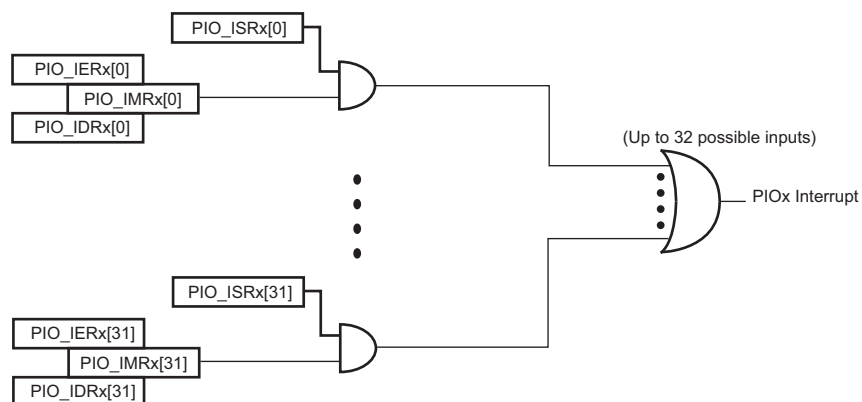 PIO_ISRx[0]
PIO_IERx[0]
PIO_IMRx[0]
PIO_IDRx[0]
(Up to 32 possible inputs)
PIOx Interrupt
PIO_ISRx[31]
PIO_IERx[31]
PIO_IMRx[31]
PIO_IDRx[31]